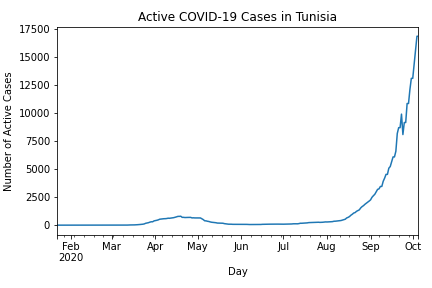 Active COVID-19 Cases in Tunisia
Number of Active Cases
17500
15000
12500
10000
7500
5000
2500
0
Feb Mar Apr May Jun Jul Aug Sep Oct
2020
Day